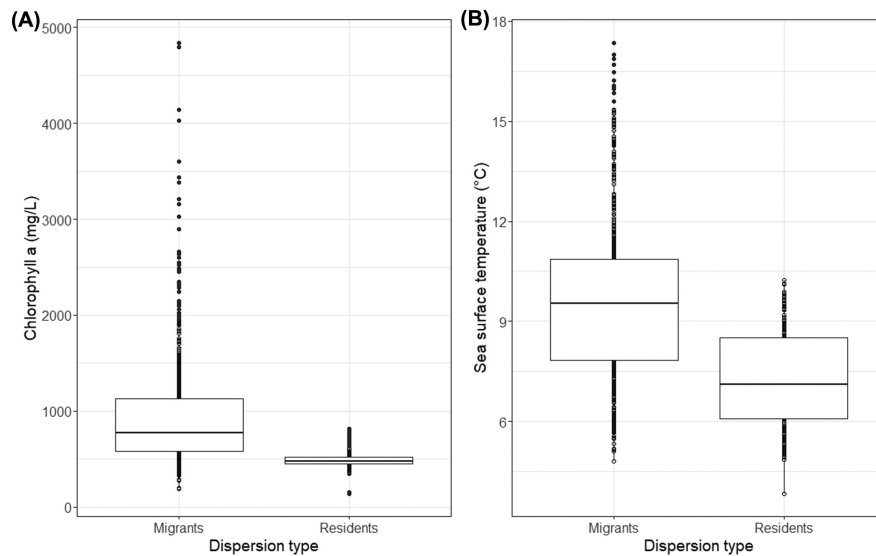 (A)
Chlorophyll a (mg/L)
5000
4000
3000
2000
1000
0
Migrants Residents
Dispersion type
(B)
Sea surface temperature (°C)
18
15
12
9
6
Migrants Residents
Dispersion type